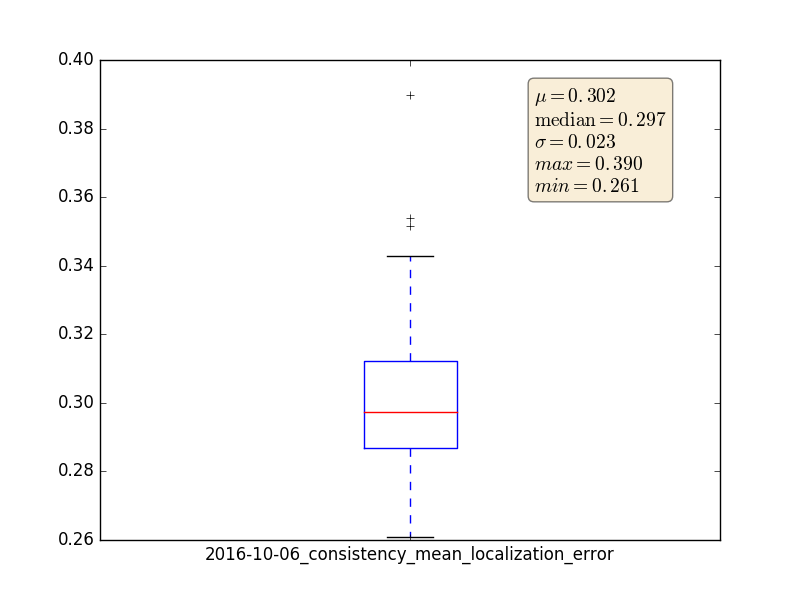 0.40
0.38
0.36
0.34
0.32
0.30
0.28
0.26
μ = 0.302
median = 0.297
σ = 0.023
max = 0.390
min = 0.261
2016-10-06_consistency_mean_localization_error